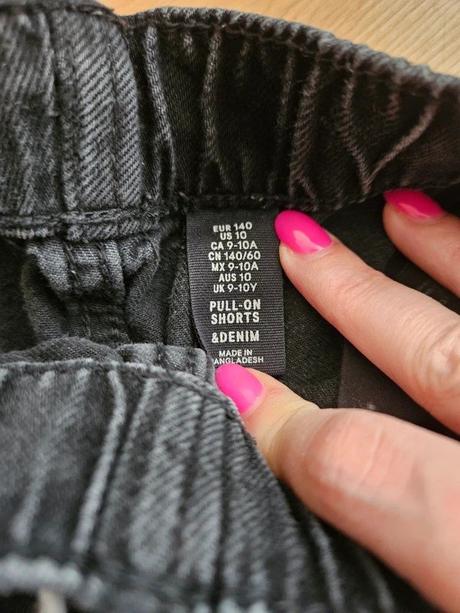 EUR 140
US 10
CA 9-10A
CN 140/60
MX 9-10A
AUS 10
UK 9-10Y
PULL-ON
SHORTS
&DENIM
MADE IN
BANGLADESH